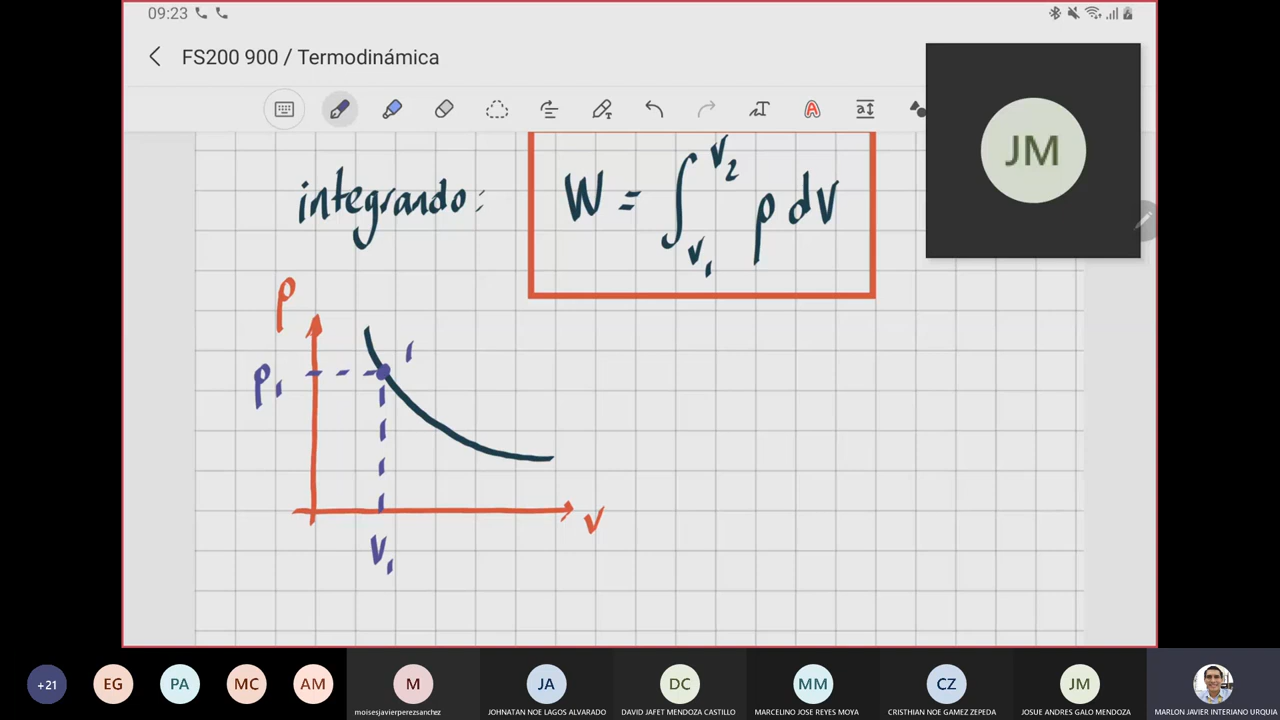 09:23
FS200 900 / Termodinámica
JM
integrando:
W = ∫ V₁ V₂ p dV
p
1
p₁
V
V₁
+21 EG PA MC AM M JA DC MM CZ JM
moisesjavierperezsanchez JOHNATAN NOE LAGOS ALVARADO DAVID JAFET MENDOZA CASTILLO MARCELINO JOSE REYES MOYA CRISTHIAN NOE GAMEZ ZEPEDA JOSUE ANDRES GALO MENDOZA MARLON JAVIER INTERIANO URQUIA